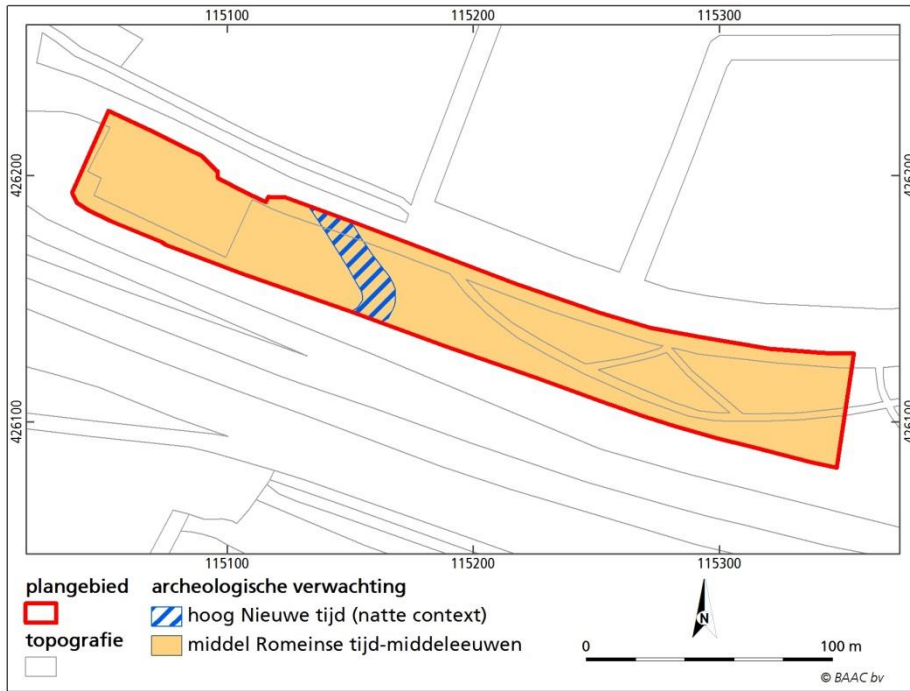 115100 115200 115300
426200 426200
426100 426100
115100 115200 115300
plangebied archeologische verwachting
hoog Nieuwe tijd (natte context)
topografie
middel Romeinse tijd-middeleeuwen
N
0 100 m
© BAAC bv